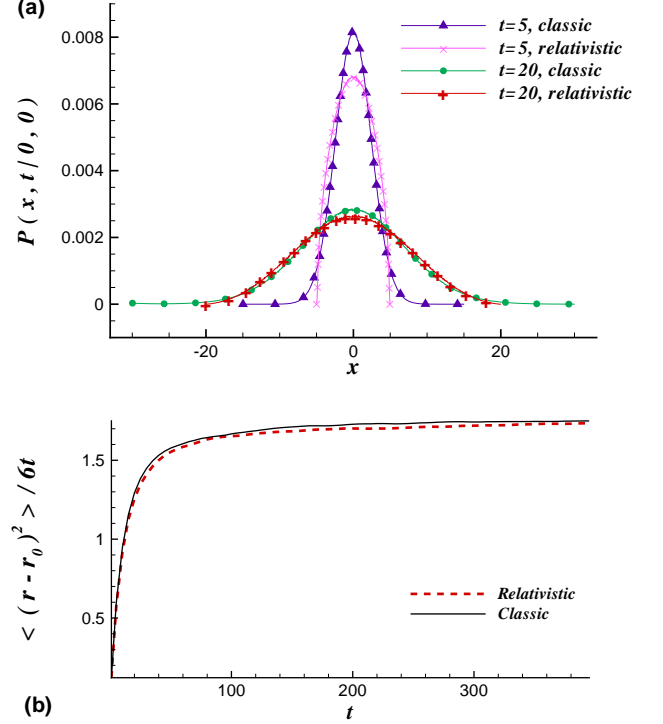 (a)
0.008
0.006
0.004
0.002
0
P ( x , t | 0 , 0 )
t= 5, classic
t= 5, relativistic
t= 20, classic
t= 20, relativistic
-20
0
20
x
1.5
1
0.5
< ( r - r0 )2 > / 6t
Relativistic
Classic
100
200
300
t
(b)